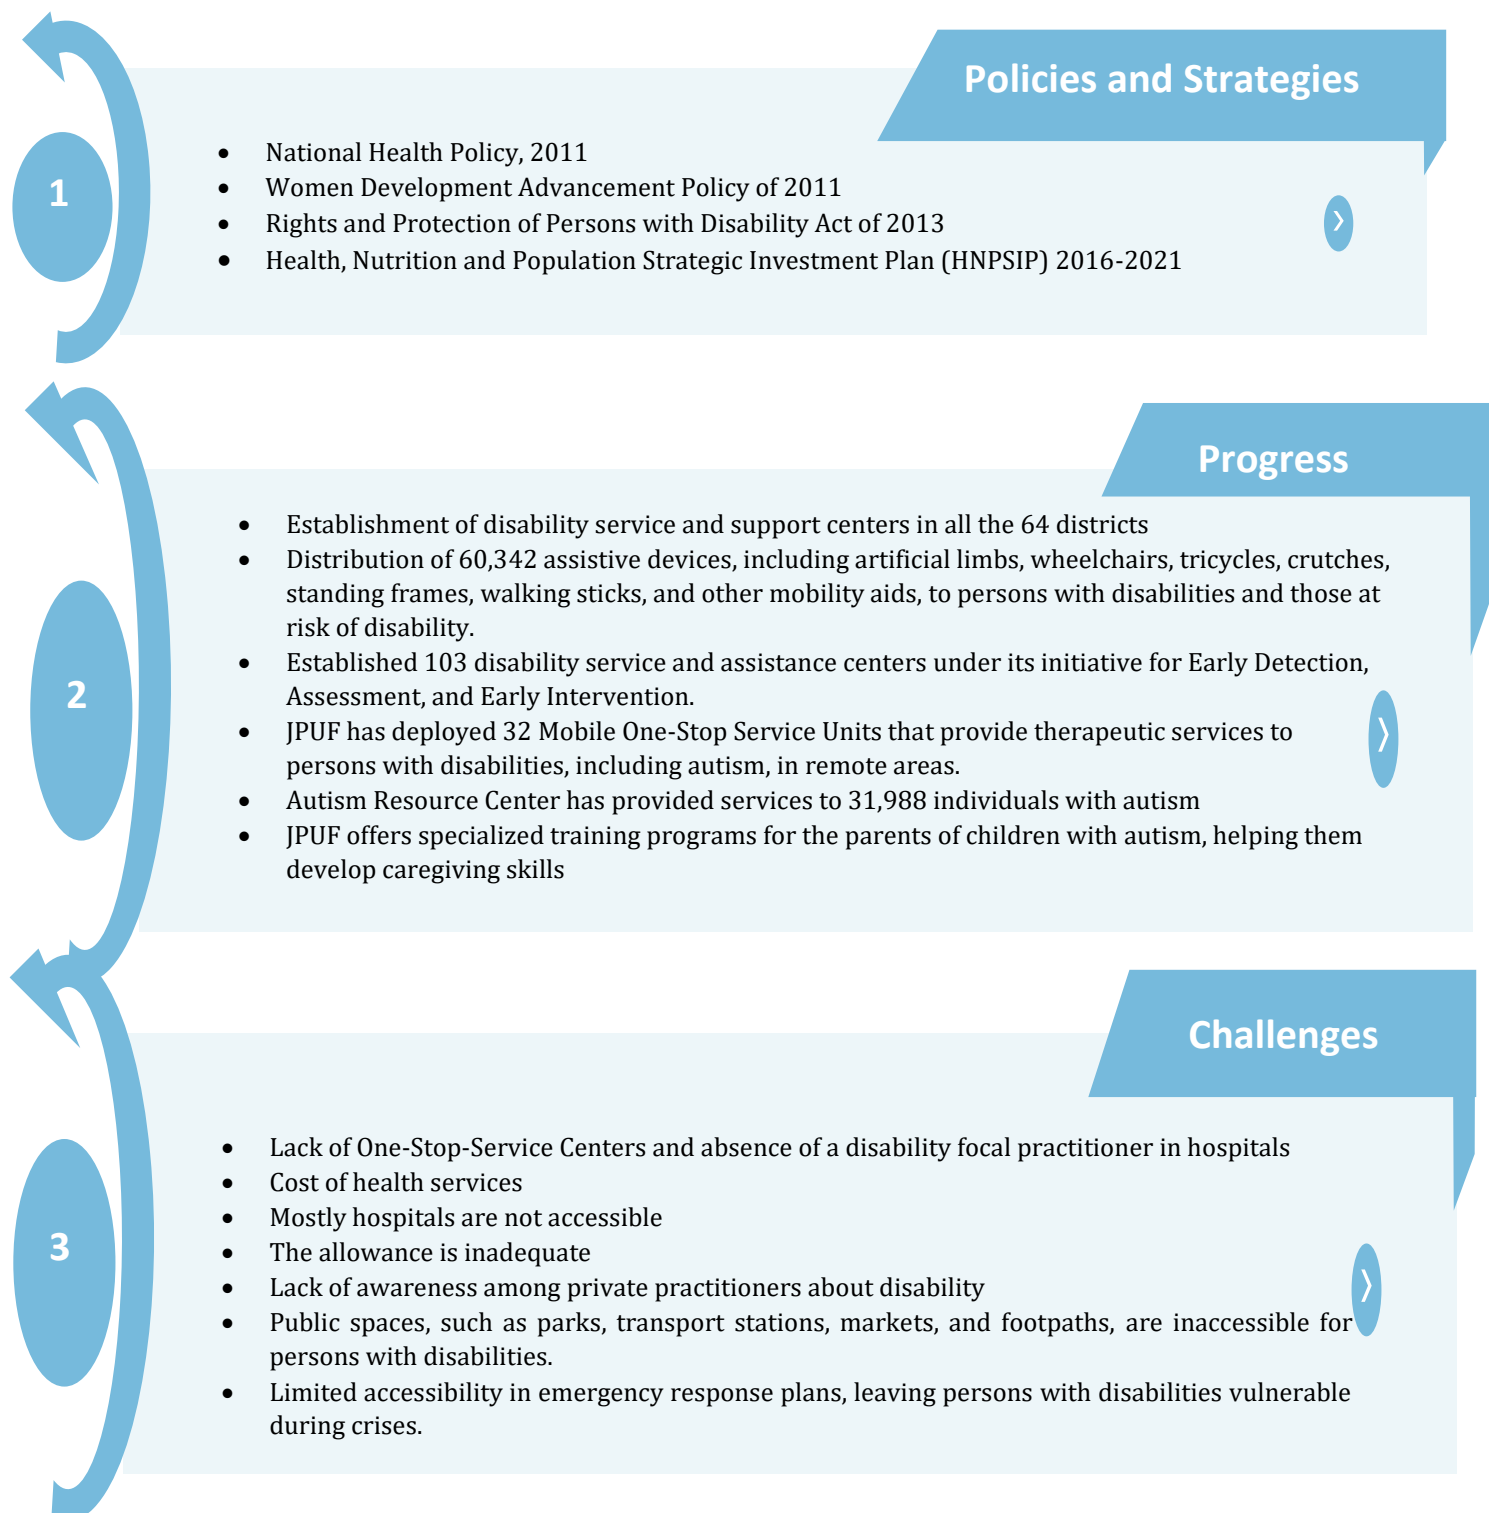 Policies and Strategies
1
• National Health Policy, 2011
• Women Development Advancement Policy of 2011
• Rights and Protection of Persons with Disability Act of 2013
• Health, Nutrition and Population Strategic Investment Plan (HNPSIP) 2016-2021
Progress
2
• Establishment of disability service and support centers in all the 64 districts
• Distribution of 60,342 assistive devices, including artificial limbs, wheelchairs, tricycles, crutches,
standing frames, walking sticks, and other mobility aids, to persons with disabilities and those at
risk of disability.
• Established 103 disability service and assistance centers under its initiative for Early Detection,
Assessment, and Early Intervention.
• JPUF has deployed 32 Mobile One-Stop Service Units that provide therapeutic services to
persons with disabilities, including autism, in remote areas.
• Autism Resource Center has provided services to 31,988 individuals with autism
• JPUF offers specialized training programs for the parents of children with autism, helping them
develop caregiving skills
Challenges
3
• Lack of One-Stop-Service Centers and absence of a disability focal practitioner in hospitals
• Cost of health services
• Mostly hospitals are not accessible
• The allowance is inadequate
• Lack of awareness among private practitioners about disability
• Public spaces, such as parks, transport stations, markets, and footpaths, are inaccessible for
persons with disabilities.
• Limited accessibility in emergency response plans, leaving persons with disabilities vulnerable
during crises.